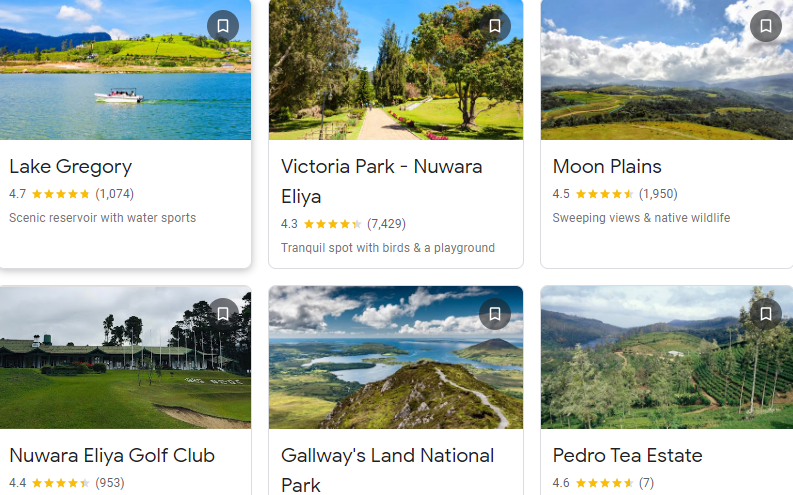 Lake Gregory
4.7 (1,074)
Scenic reservoir with water sports
Victoria Park - Nuwara
Eliya
4.3 (7,429)
Tranquil spot with birds & a playground
Moon Plains
4.5 (1,950)
Sweeping views & native wildlife
Nuwara Eliya Golf Club
4.4 (953)
Gallway's Land National
Park
Pedro Tea Estate
4.6 (7)